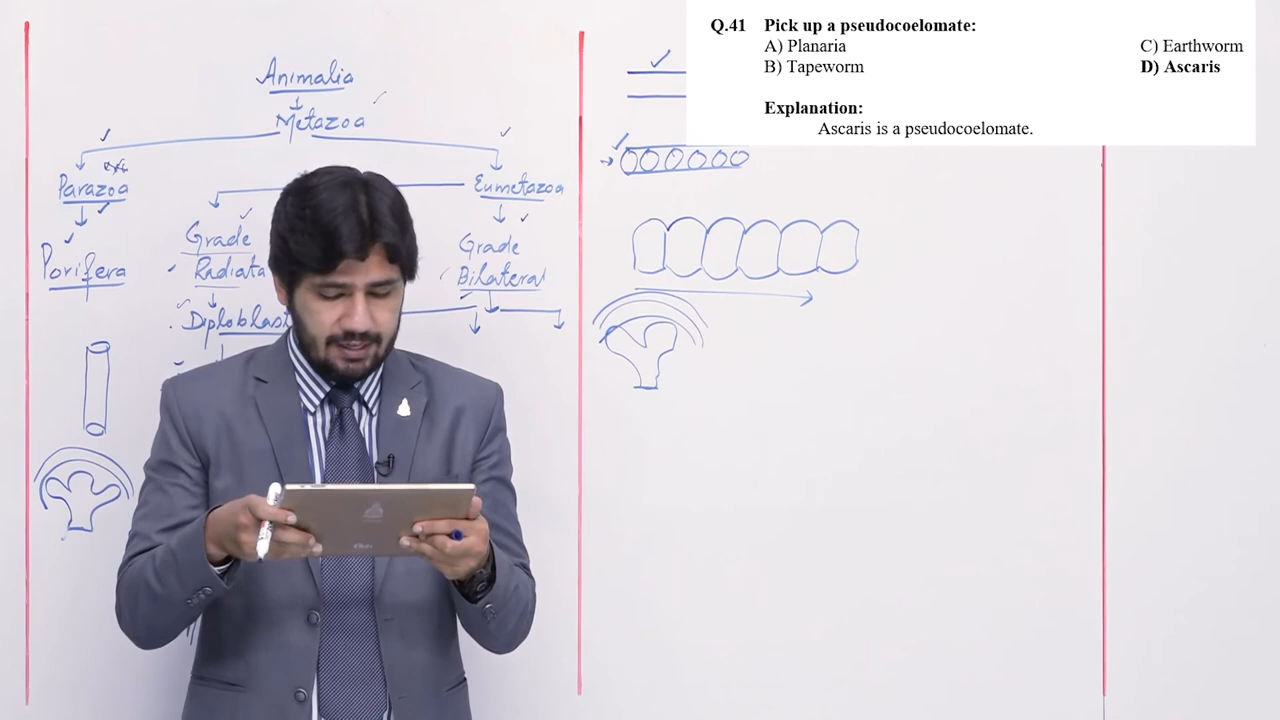 Q.41 Pick up a pseudocoelomate:
A) Planaria C) Earthworm
B) Tapeworm D) Ascaris
Explanation:
Ascaris is a pseudocoelomate.
Animalia
Metazoa
Parazoa
Eumetazoa
Porifera
Grade
Radiata
Diploblast
Grade
Bilateral